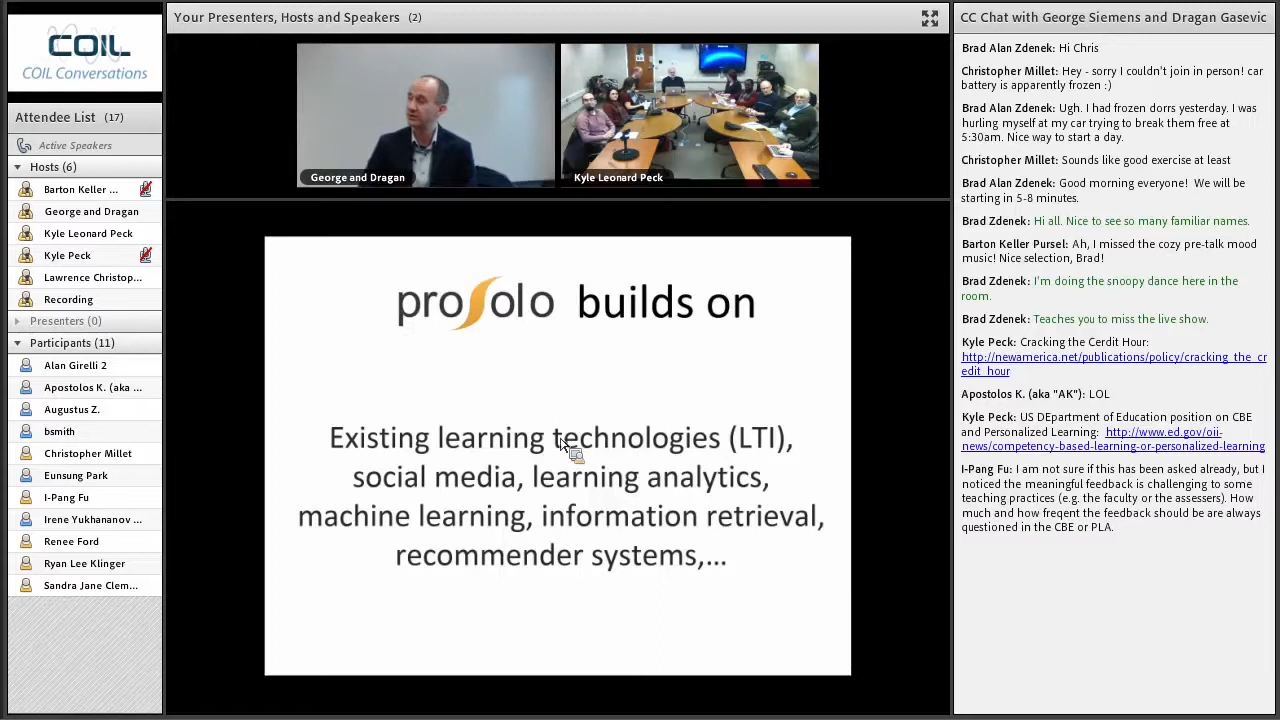 COIL
COIL Conversations
Attendee List (17)
Active Speakers
Hosts (6)
Barton Keller ...
George and Dragan
Kyle Leonard Peck
Kyle Peck
Lawrence Christop...
Recording
Presenters (0)
Participants (11)
Alan Girelli 2
Apostolos K. (aka ...
Augustus Z.
bsmith
Christopher Millet
Eunsung Park
I-Pang Fu
Irene Yukhananov ...
Renee Ford
Ryan Lee Klinger
Sandra Jane Clem...
Your Presenters, Hosts and Speakers (2)
George and Dragan
Kyle Leonard Peck
prosolo builds on
Existing learning technologies (LTI),
social media, learning analytics,
machine learning, information retrieval,
recommender systems,...
CC Chat with George Siemens and Dragan Gasevic
Brad Alan Zdenek: Hi Chris
Christopher Millet: Hey - sorry I couldn't join in person! car
battery is apparently frozen :)
Brad Alan Zdenek: Ugh. I had frozen dorrs yesterday. I was
hurling myself at my car trying to break them free at
5:30am. Nice way to start a day.
Christopher Millet: Sounds like good exercise at least
Brad Alan Zdenek: Good morning everyone! We will be
starting in 5-8 minutes.
Brad Zdenek: Hi all. Nice to see so many familiar names.
Barton Keller Pursel: Ah, I missed the cozy pre-talk mood
music! Nice selection, Brad!
Brad Zdenek: I'm doing the snoopy dance here in the
room.
Brad Zdenek: Teaches you to miss the live show.
Kyle Peck: Cracking the Cerdit Hour:
http://newamerica.net/publications/policy/cracking_the_cr
edit_hour
Apostolos K. (aka "AK"): LOL
Kyle Peck: US DEpartment of Education position on CBE
and Personalized Learning: http://www.ed.gov/oii-
news/competency-based-learning-or-personalized-learning
I-Pang Fu: I am not sure if this has been asked already, but I
noticed the meaningful feedback is challenging to some
teaching practices (e.g. the faculty or the assessers). How
much and how freqent the feedback should be are always
questioned in the CBE or PLA.